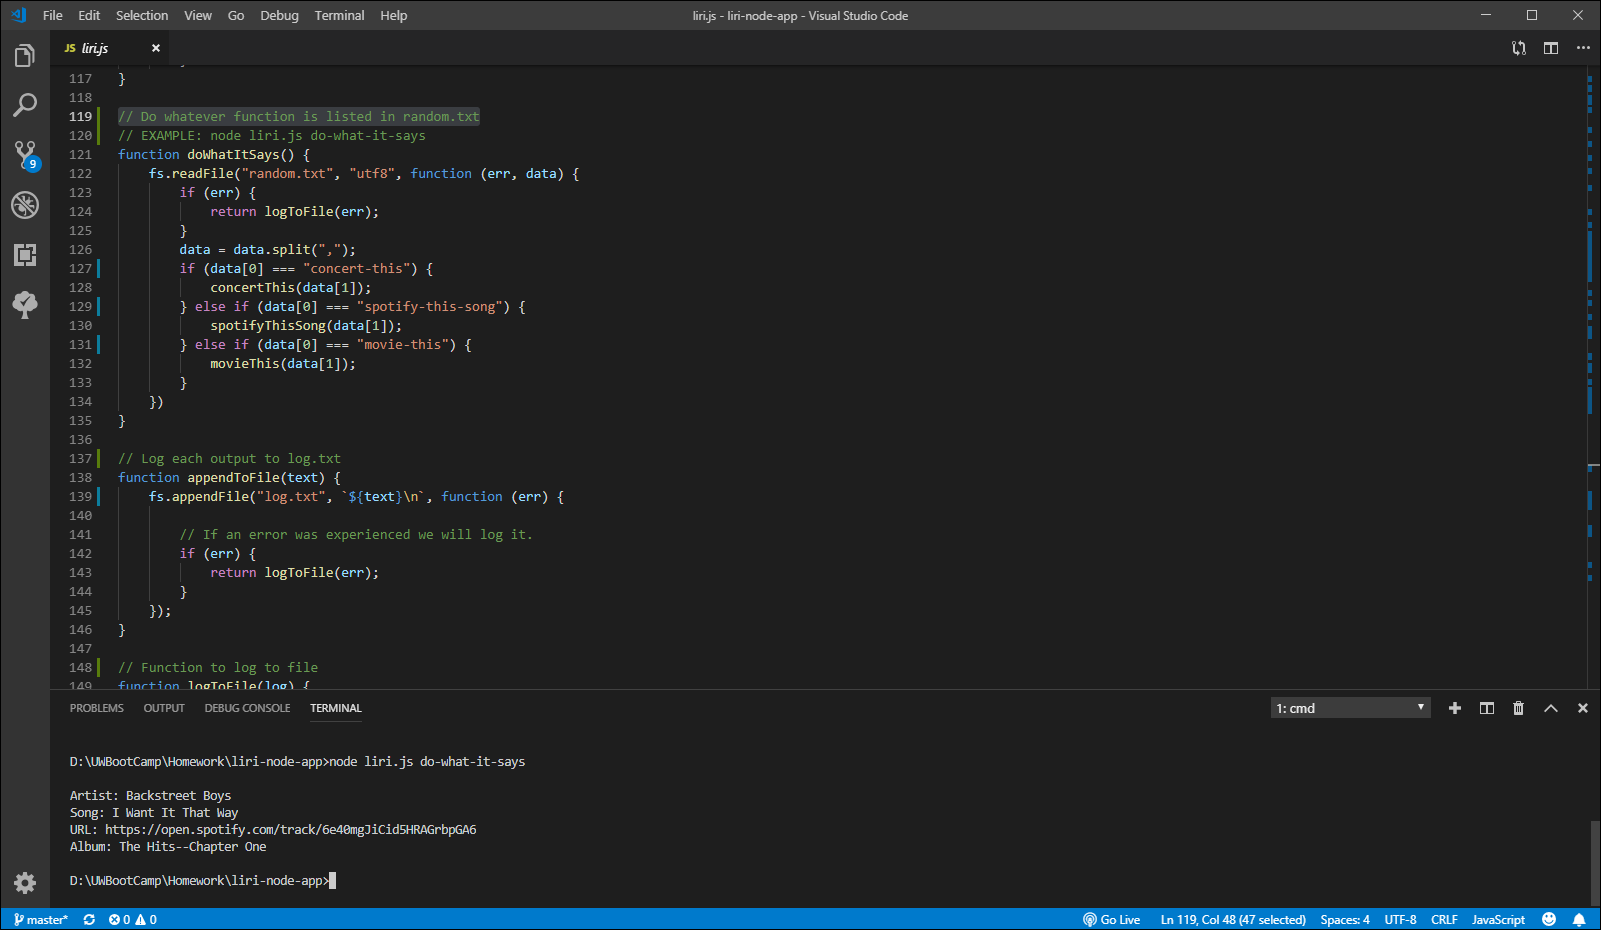 File Edit Selection View Go Debug Terminal Help liri.js - liri-node-app - Visual Studio Code
JS liri.js
117 }
118
119 // Do whatever function is listed in random.txt
120 // EXAMPLE: node liri.js do-what-it-says
121 function doWhatItSays() {
122 fs.readFile("random.txt", "utf8", function (err, data) {
123 if (err) {
124 return logToFile(err);
125 }
126 data = data.split(",");
127 if (data[0] === "concert-this") {
128 concertThis(data[1]);
129 } else if (data[0] === "spotify-this-song") {
130 spotifyThisSong(data[1]);
131 } else if (data[0] === "movie-this") {
132 movieThis(data[1]);
133 }
134 })
135 }
136
137 // Log each output to log.txt
138 function appendToFile(text) {
139 fs.appendFile("log.txt", `${text}\n`, function (err) {
140
141 // If an error was experienced we will log it.
142 if (err) {
143 return logToFile(err);
144 }
145 });
146 }
147
148 // Function to log to file
149 function logToFile(log) {
9
PROBLEMS OUTPUT DEBUG CONSOLE TERMINAL 1: cmd
D:\UWBootCamp\Homework\liri-node-app>node liri.js do-what-it-says
Artist: Backstreet Boys
Song: I Want It That Way
URL: https://open.spotify.com/track/6e40mgJiCid5HRAGrbpGA6
Album: The Hits--Chapter One
D:\UWBootCamp\Homework\liri-node-app>
master* 0 0 Go Live Ln 119, Col 48 (47 selected) Spaces: 4 UTF-8 CRLF JavaScript